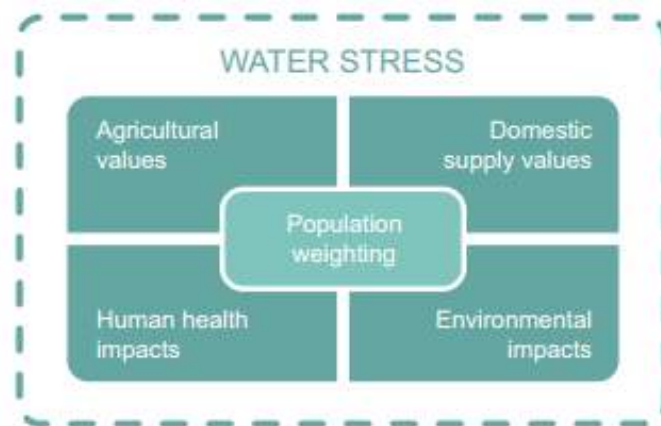 WATER STRESS
Agricultural
values
Domestic
supply values
Population
weighting
Human health
impacts
Environmental
impacts